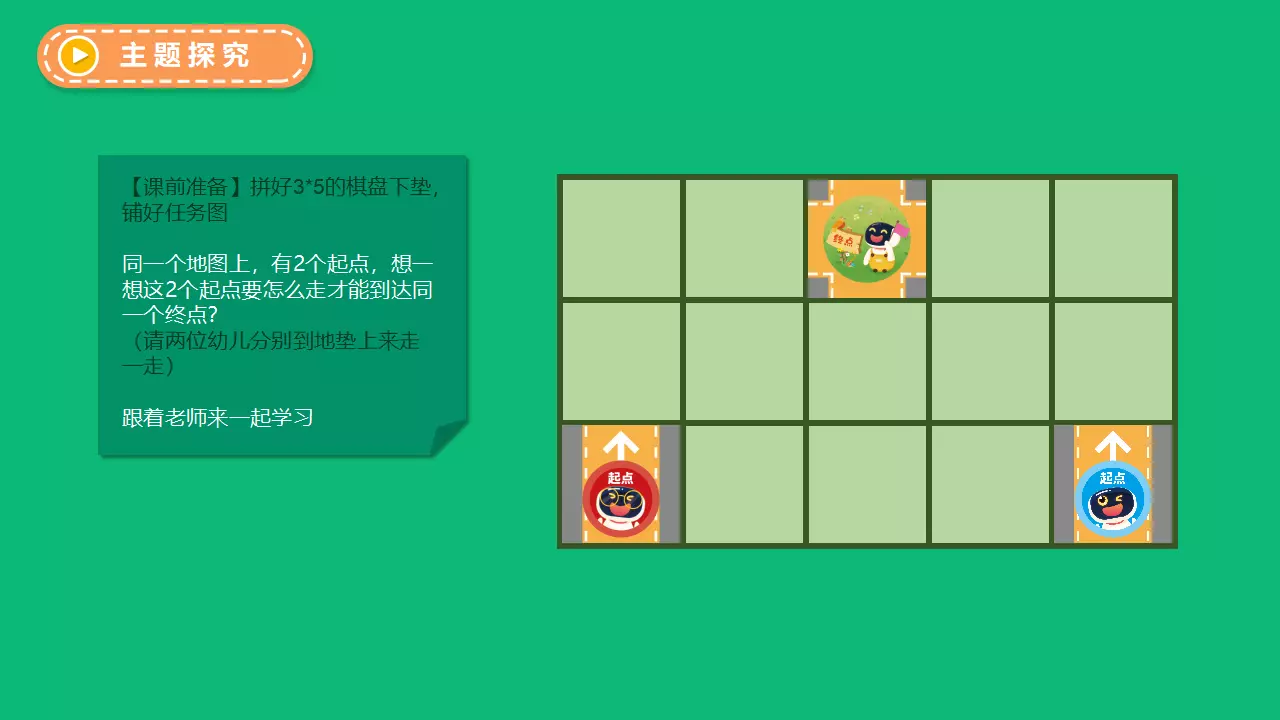 主题探究
【课前准备】拼好3*5的棋盘下垫，
铺好任务图
同一个地图上，有2个起点，想一
想这2个起点要怎么走才能到达同
一个终点？
（请两位幼儿分别到地垫上来走
一走）
跟着老师来一起学习
终点
起点
起点